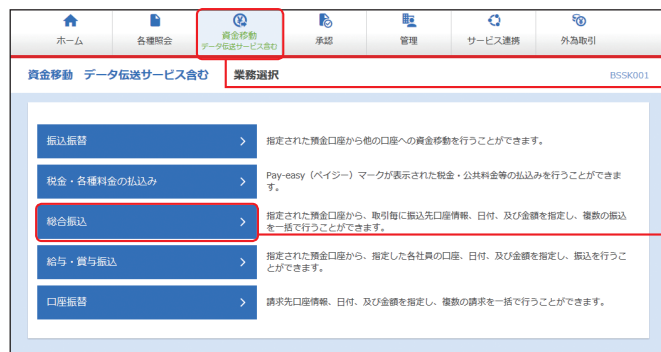 ホーム
各種照会
資金移動
データ伝送サービス含む
承認
管理
サービス連携
外為取引
資金移動 データ伝送サービス含む
業務選択
BSSK001
振込振替
指定された預金口座から他の口座への資金移動を行うことができます。
税金・各種料金の払込み
Pay-easy（ペイジー）マークが表示された税金・公共料金等の払込みを行うことができま
す。
総合振込
指定された預金口座から、取引毎に振込先口座情報、日付、及び金額を指定し、複数の振込
を一括で行うことができます。
給与・賞与振込
指定された預金口座から、指定した各社員の口座、日付、及び金額を指定し、振込を行うこ
とができます。
口座振替
請求先口座情報、日付、及び金額を指定し、複数の請求を一括で行うことができます。